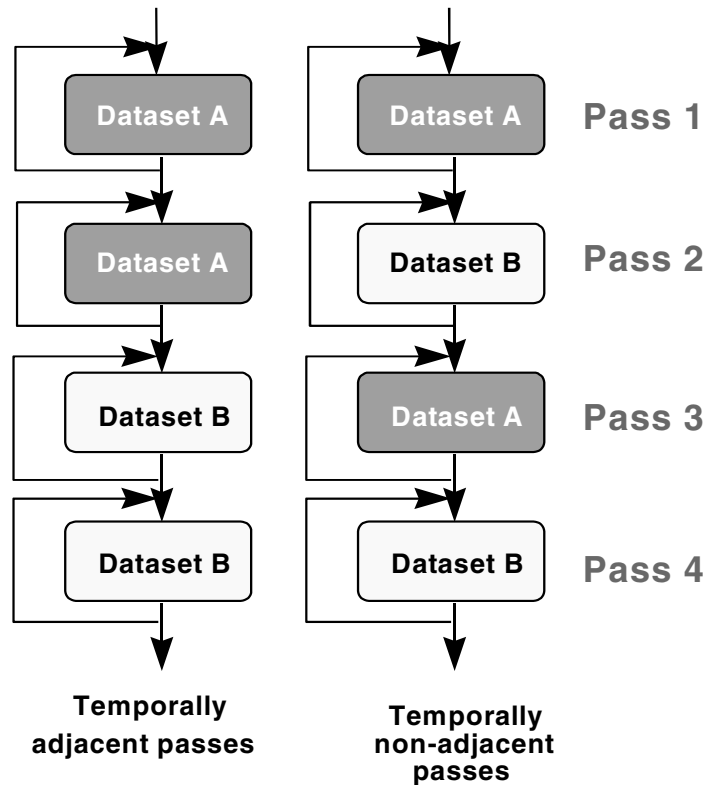 Dataset A
Dataset A
Pass 1
Dataset A
Dataset B
Pass 2
Dataset B
Dataset A
Pass 3
Dataset B
Dataset B
Pass 4
Temporally
adjacent passes
Temporally
non-adjacent
passes